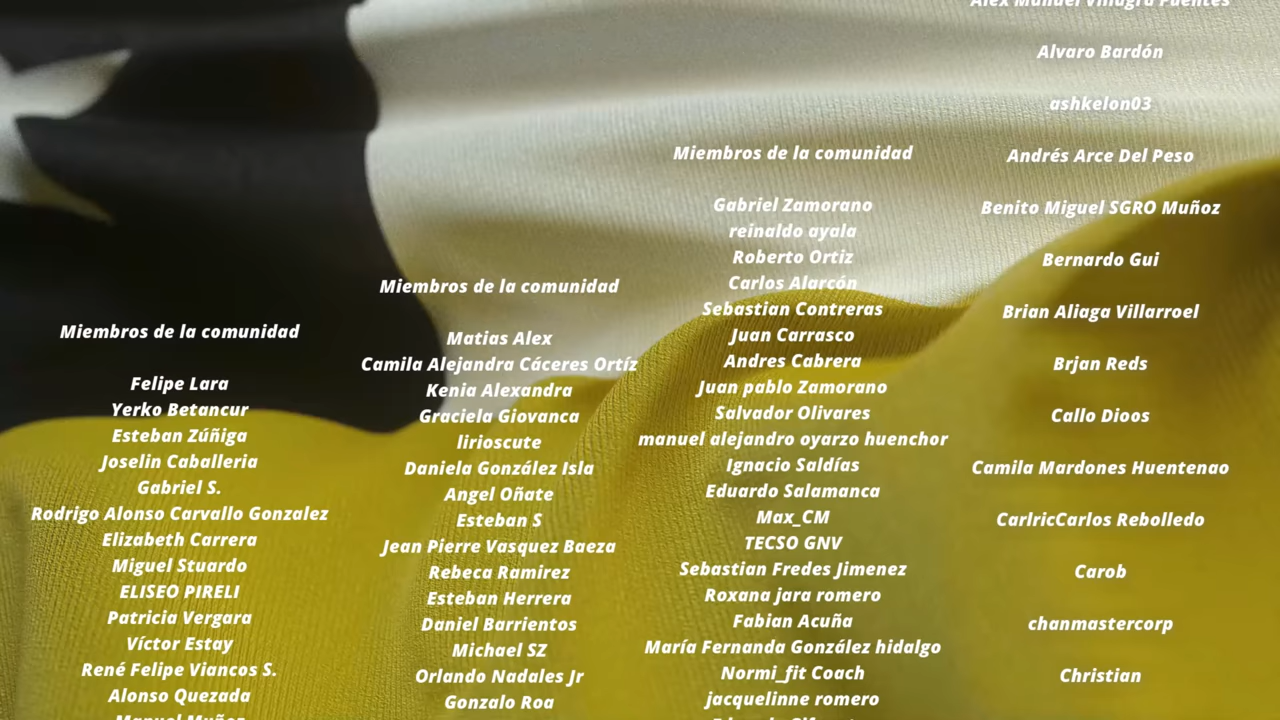 Miembros de la comunidad
Felipe Lara
Yerko Betancur
Esteban Zúñiga
Joselin Caballeria
Gabriel S.
Rodrigo Alonso Carvallo Gonzalez
Elizabeth Carrera
Miguel Stuardo
ELISEO PIRELI
Patricia Vergara
Víctor Estay
René Felipe Viancos S.
Alonso Quezada
Manuel Muñoz
Miembros de la comunidad
Matias Alex
Camila Alejandra Cáceres Ortíz
Kenia Alexandra
Graciela Giovanca
lirioscute
Daniela González Isla
Angel Oñate
Esteban S
Jean Pierre Vasquez Baeza
Rebeca Ramirez
Esteban Herrera
Daniel Barrientos
Michael SZ
Orlando Nadales Jr
Gonzalo Roa
Miembros de la comunidad
Gabriel Zamorano
reinaldo ayala
Roberto Ortiz
Carlos Alarcón
Sebastian Contreras
Juan Carrasco
Andres Cabrera
Juan pablo Zamorano
Salvador Olivares
manuel alejandro oyarzo huenchor
Ignacio Saldías
Eduardo Salamanca
Max_CM
TECSO GNV
Sebastian Fredes Jimenez
Roxana jara romero
Fabian Acuña
María Fernanda González hidalgo
Normi_fit Coach
jacquelinne romero
Alex Manuel Villagra Fuentes
Alvaro Bardón
ashkelon03
Andrés Arce Del Peso
Benito Miguel SGRO Muñoz
Bernardo Gui
Brian Aliaga Villarroel
Brjan Reds
Callo Dioos
Camila Mardones Huentenao
CarlricCarlos Rebolledo
Carob
chanmastercorp
Christian